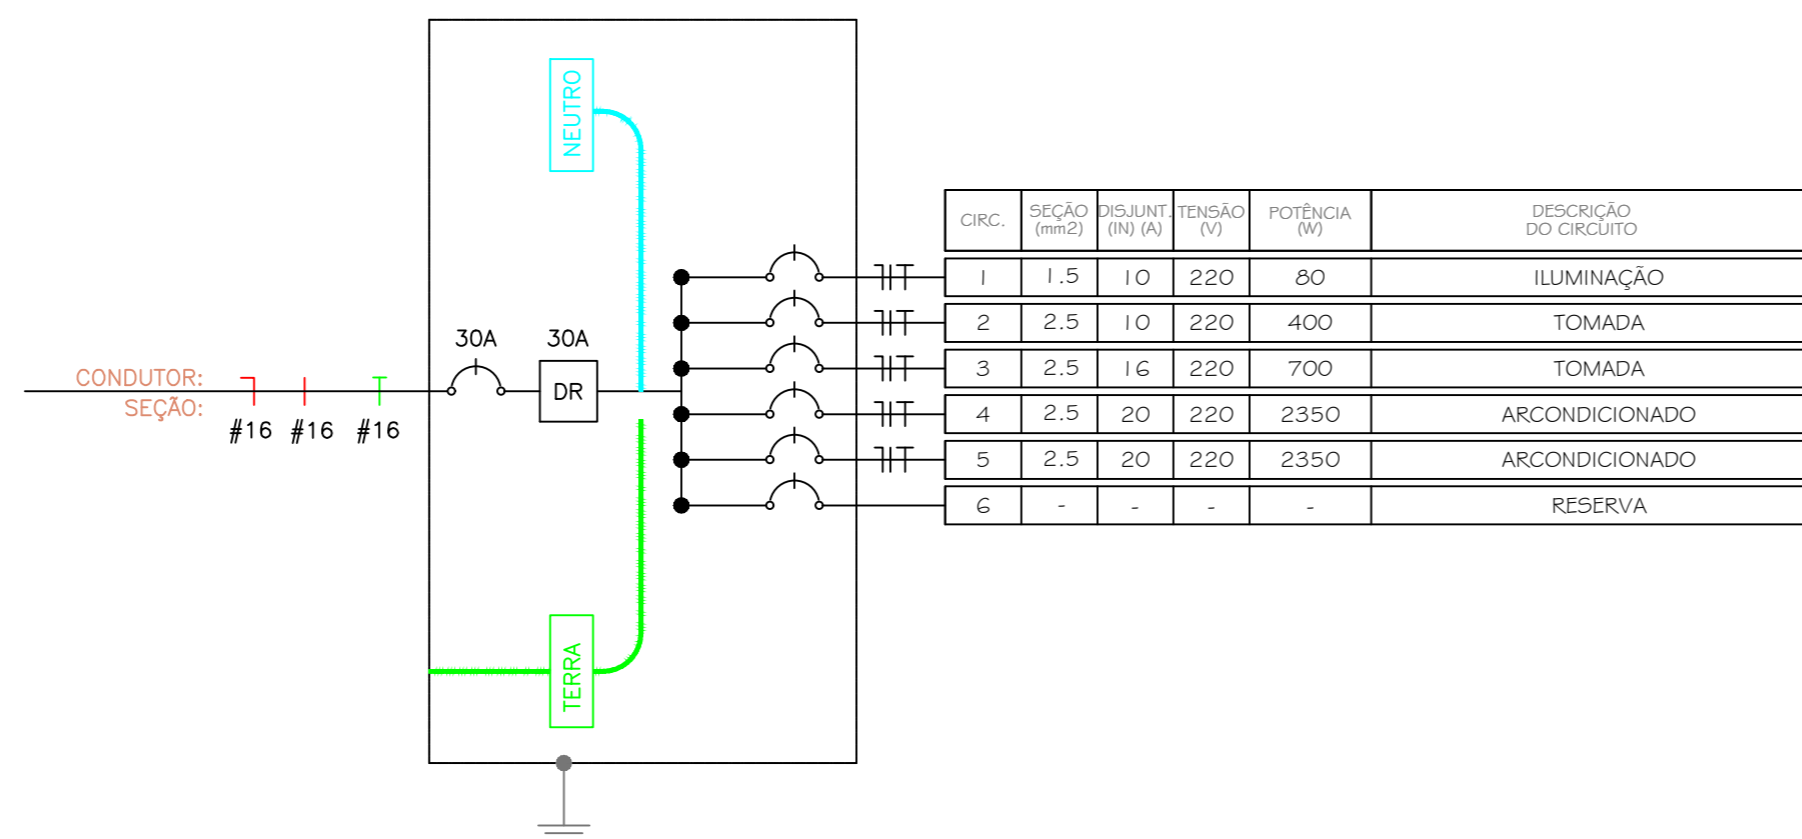 NEUTRO
30A 30A
CONDUTOR:
SEÇÃO:
#16 #16 #16
DR
TERRA
CIRC. SEÇÃO (mm2) DISJUNT. (IN) (A) TENSÃO (V) POTÊNCIA (W) DESCRIÇÃO DO CIRCUITO
1 1.5 10 220 80 ILUMINAÇÃO
2 2.5 10 220 400 TOMADA
3 2.5 16 220 700 TOMADA
4 2.5 20 220 2350 ARCONDICIONADO
5 2.5 20 220 2350 ARCONDICIONADO
6 - - - - RESERVA